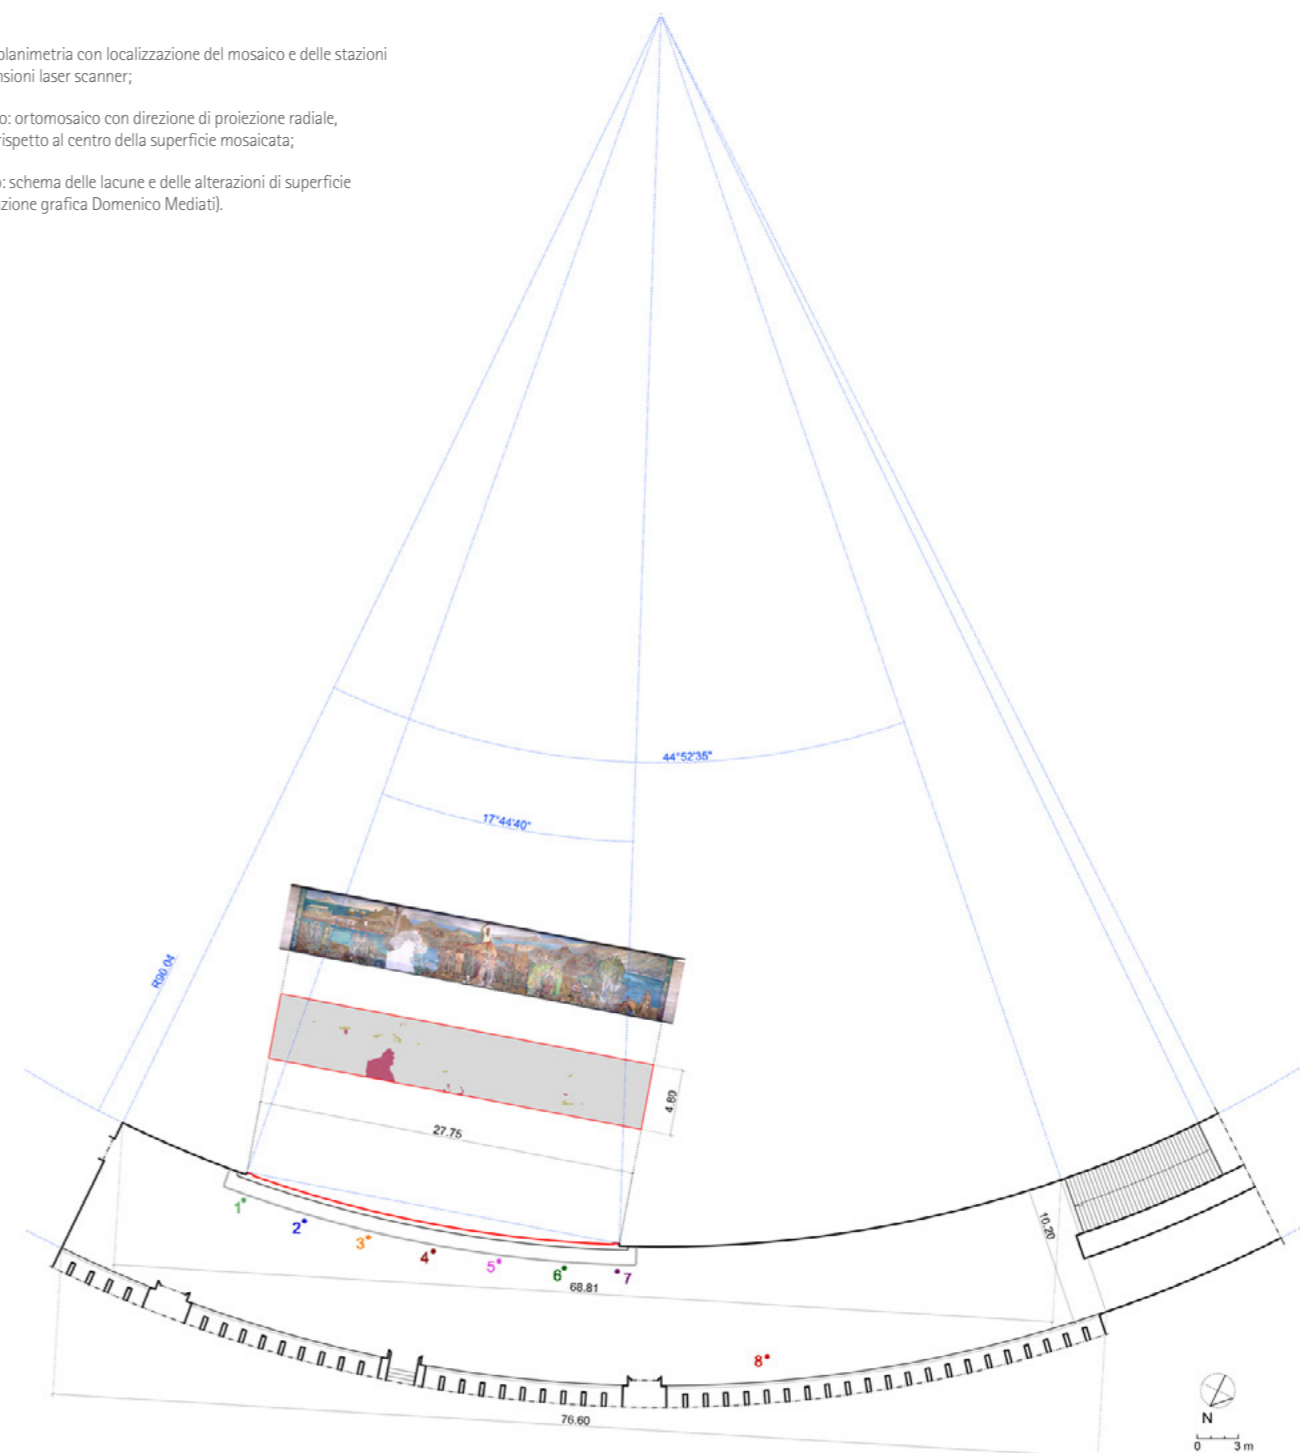 planimetria con localizzazione del mosaico e delle stazioni
nsioni laser scanner;
o: ortomosaico con direzione di proiezione radiale,
rispetto al centro della superficie mosaicata;
o: schema delle lacune e delle alterazioni di superficie
zione grafica Domenico Mediati).
44°52'35"
17°44'40"
R90.04
4.80
27.75
10.20
1
2
3
4
5
6
7
68.81
8
76.60
N
0 3 m